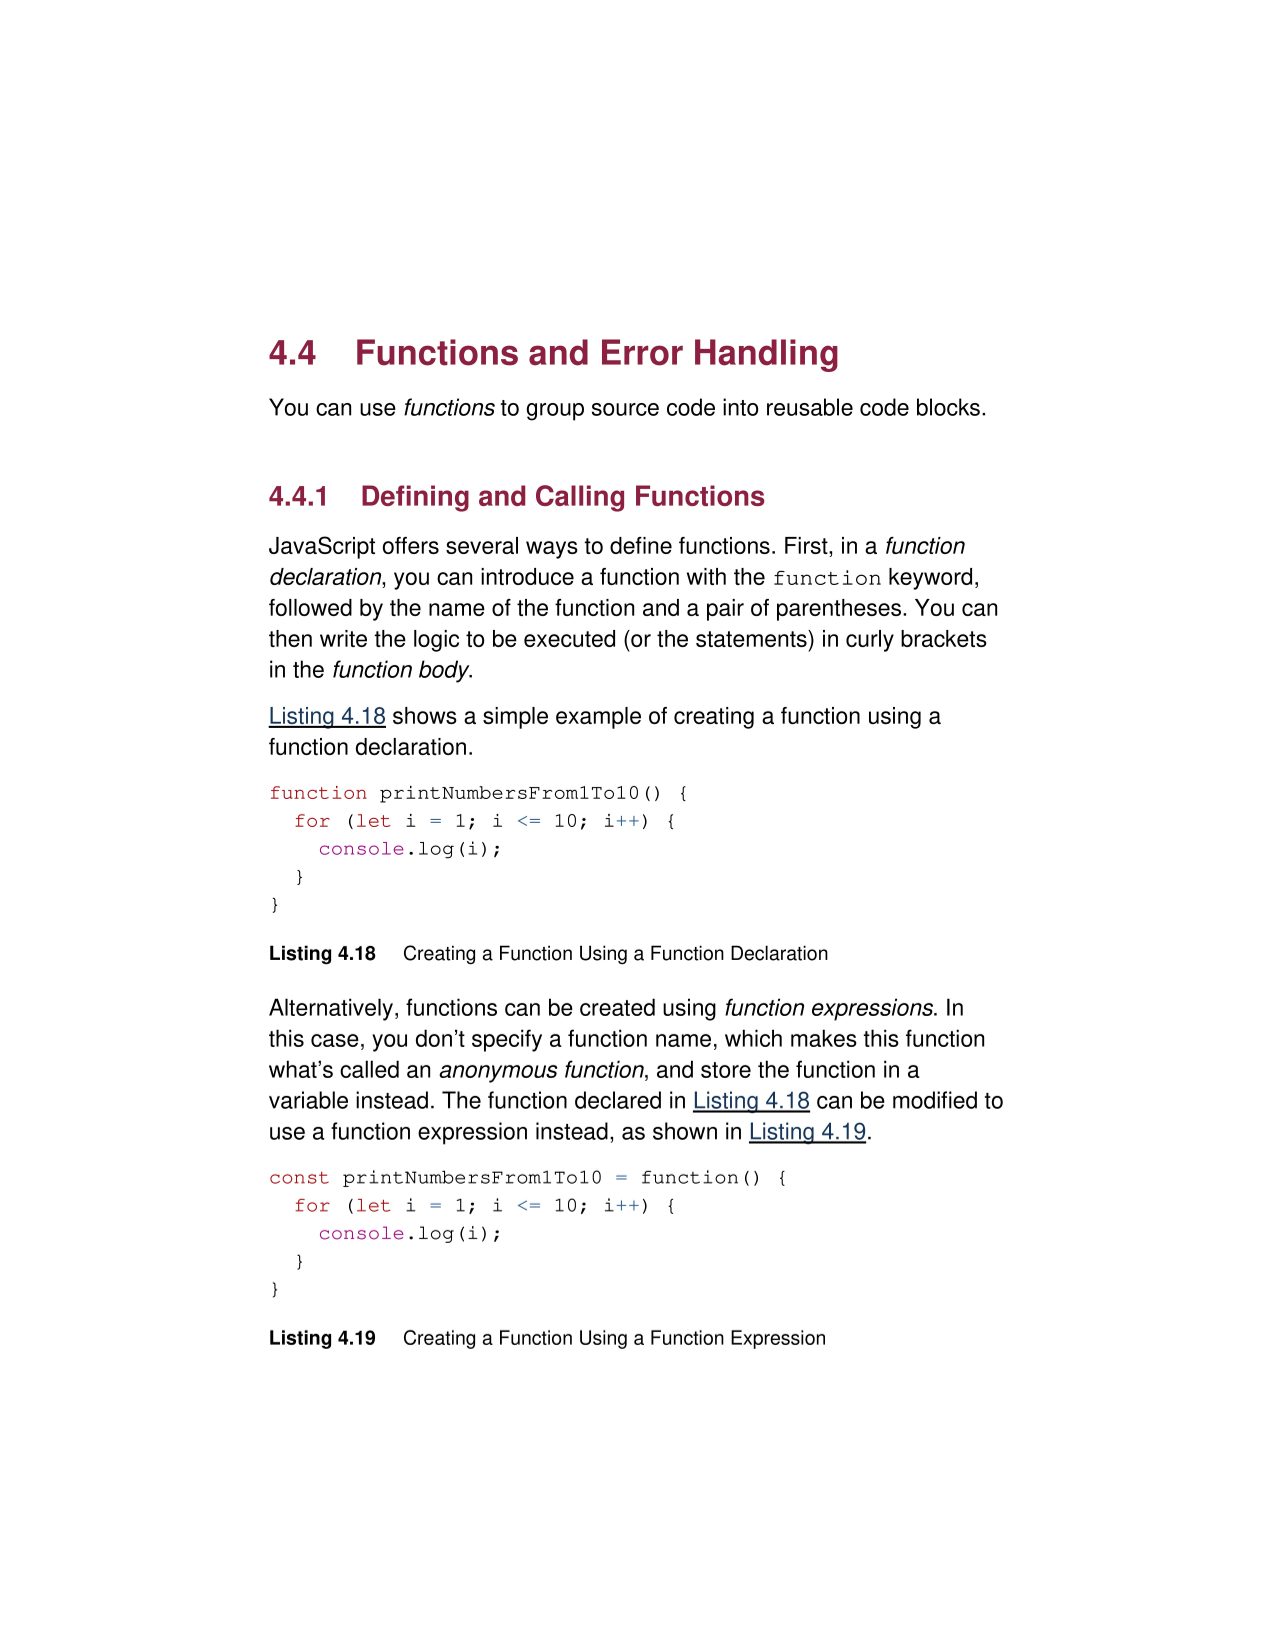 4.4 Functions and Error Handling
You can use functions to group source code into reusable code blocks.
4.4.1 Defining and Calling Functions
JavaScript offers several ways to define functions. First, in a function
declaration, you can introduce a function with the function keyword,
followed by the name of the function and a pair of parentheses. You can
then write the logic to be executed (or the statements) in curly brackets
in the function body.
Listing 4.18 shows a simple example of creating a function using a
function declaration.
function printNumbersFrom1To10() {
  for (let i = 1; i <= 10; i++) {
    console.log(i);
  }
}
Listing 4.18 Creating a Function Using a Function Declaration
Alternatively, functions can be created using function expressions. In
this case, you don’t specify a function name, which makes this function
what’s called an anonymous function, and store the function in a
variable instead. The function declared in Listing 4.18 can be modified to
use a function expression instead, as shown in Listing 4.19.
const printNumbersFrom1To10 = function() {
  for (let i = 1; i <= 10; i++) {
    console.log(i);
  }
}
Listing 4.19 Creating a Function Using a Function Expression